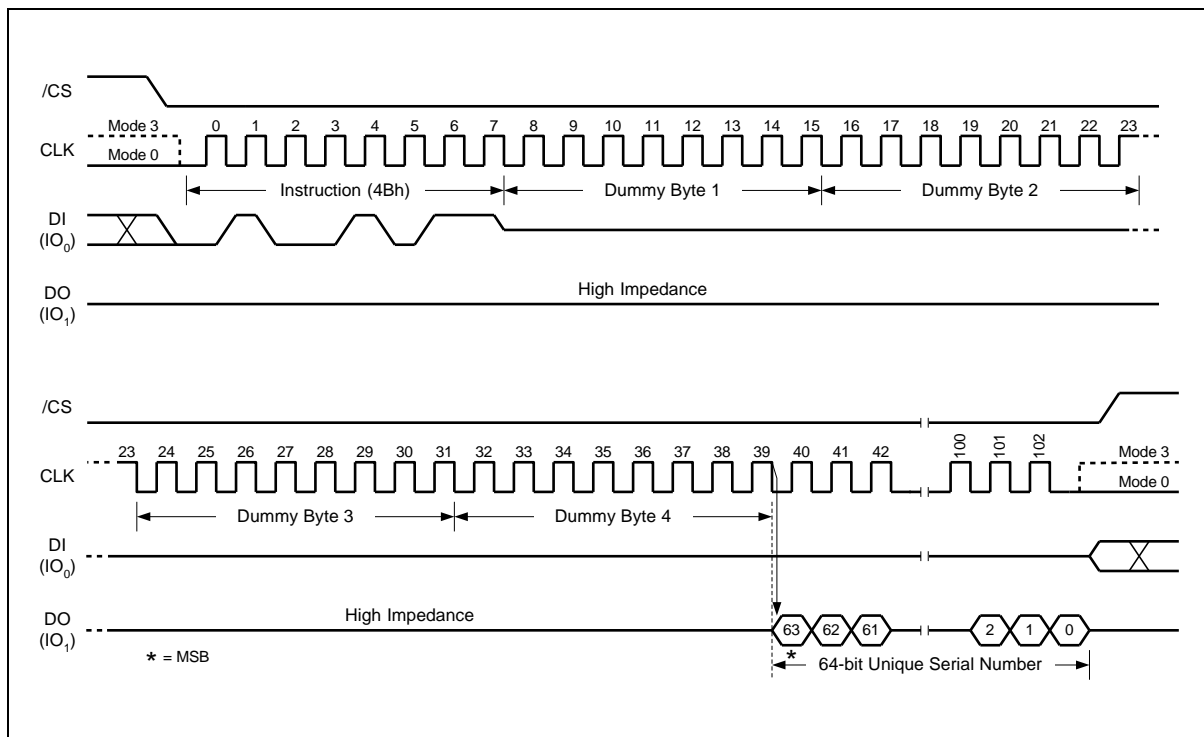 /CS
Mode 3
0 1 2 3 4 5 6 7 8 9 10 11 12 13 14 15 16 17 18 19 20 21 22 23
CLK
Mode 0
Instruction (4Bh) Dummy Byte 1 Dummy Byte 2
DI
(IO0)
High Impedance
DO
(IO1)
/CS
23 24 25 26 27 28 29 30 31 32 33 34 35 36 37 38 39 40 41 42 100 101 102
Mode 3
CLK
Mode 0
Dummy Byte 3 Dummy Byte 4
DI
(IO0)
High Impedance
DO
(IO1)
63 62 61 2 1 0
* = MSB
*
64-bit Unique Serial Number